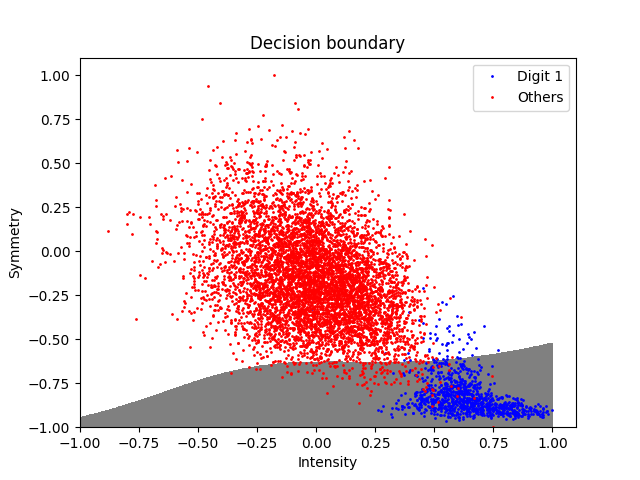 Decision boundary
Digit 1
Others
1.00
0.75
0.50
0.25
0.00
−0.25
−0.50
−0.75
−1.00
Symmetry
−1.00 −0.75 −0.50 −0.25 0.00 0.25 0.50 0.75 1.00
Intensity